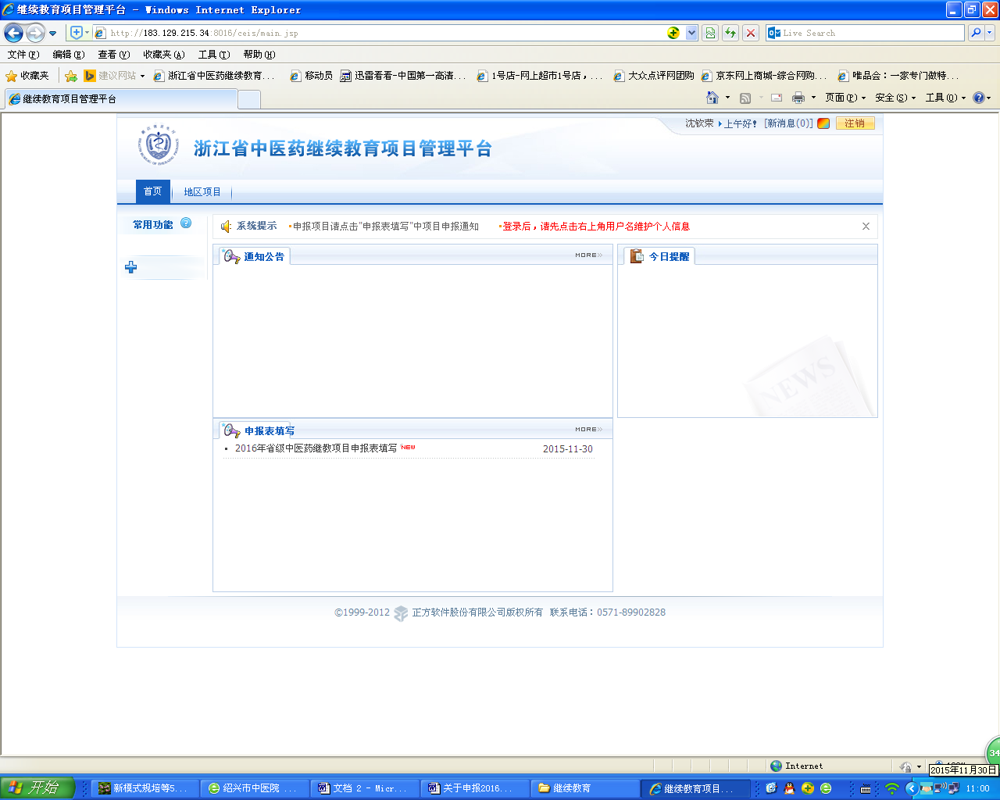 继续教育项目管理平台 - Windows Internet Explorer
http://183.129.215.34:8016/ceis/main.jsp
Live Search
文件(F) 编辑(E) 查看(V) 收藏夹(A) 工具(T) 帮助(H)
收藏夹 建议网站 浙江省中医药继续教育... 移动员 迅雷看看-中国第一高清... 1号店-网上超市1号店，... 大众点评网团购 京东网上商城-综合网购... 唯品会：一家专门做特...
继续教育项目管理平台
页面(P) 安全(S) 工具(O)
沈钦荣 上午好! [新消息(0)] 注销
浙江省中医药继续教育项目管理平台
首页 地区项目
常用功能
系统提示 •申报项目请点击"申报表填写"中项目申报通知 •登录后，请先点击右上角用户名维护个人信息
通知公告 MORE
今日提醒
NEWS
申报表填写 MORE
2016年省级中医药继教项目申报表填写 NEW 2015-11-30
©1999-2012 正方软件股份有限公司版权所有 联系电话：0571-89902828
Internet
34
2015年11月30日
开始 新模式规培等5... 绍兴市中医院 ... 文档 2 - Micr... 关于申报2016... 继续教育 继续教育项目... 11:00